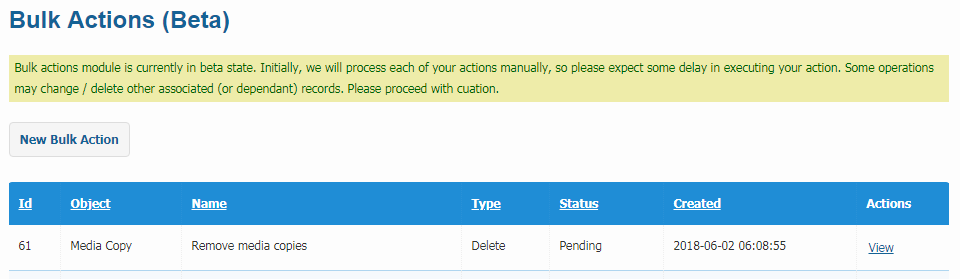 Bulk Actions (Beta)
Bulk actions module is currently in beta state. Initially, we will process each of your actions manually, so please expect some delay in executing your action. Some operations
may change / delete other associated (or dependant) records. Please proceed with cuation.
New Bulk Action
Id Object Name Type Status Created Actions
61 Media Copy Remove media copies Delete Pending 2018-06-02 06:08:55 View